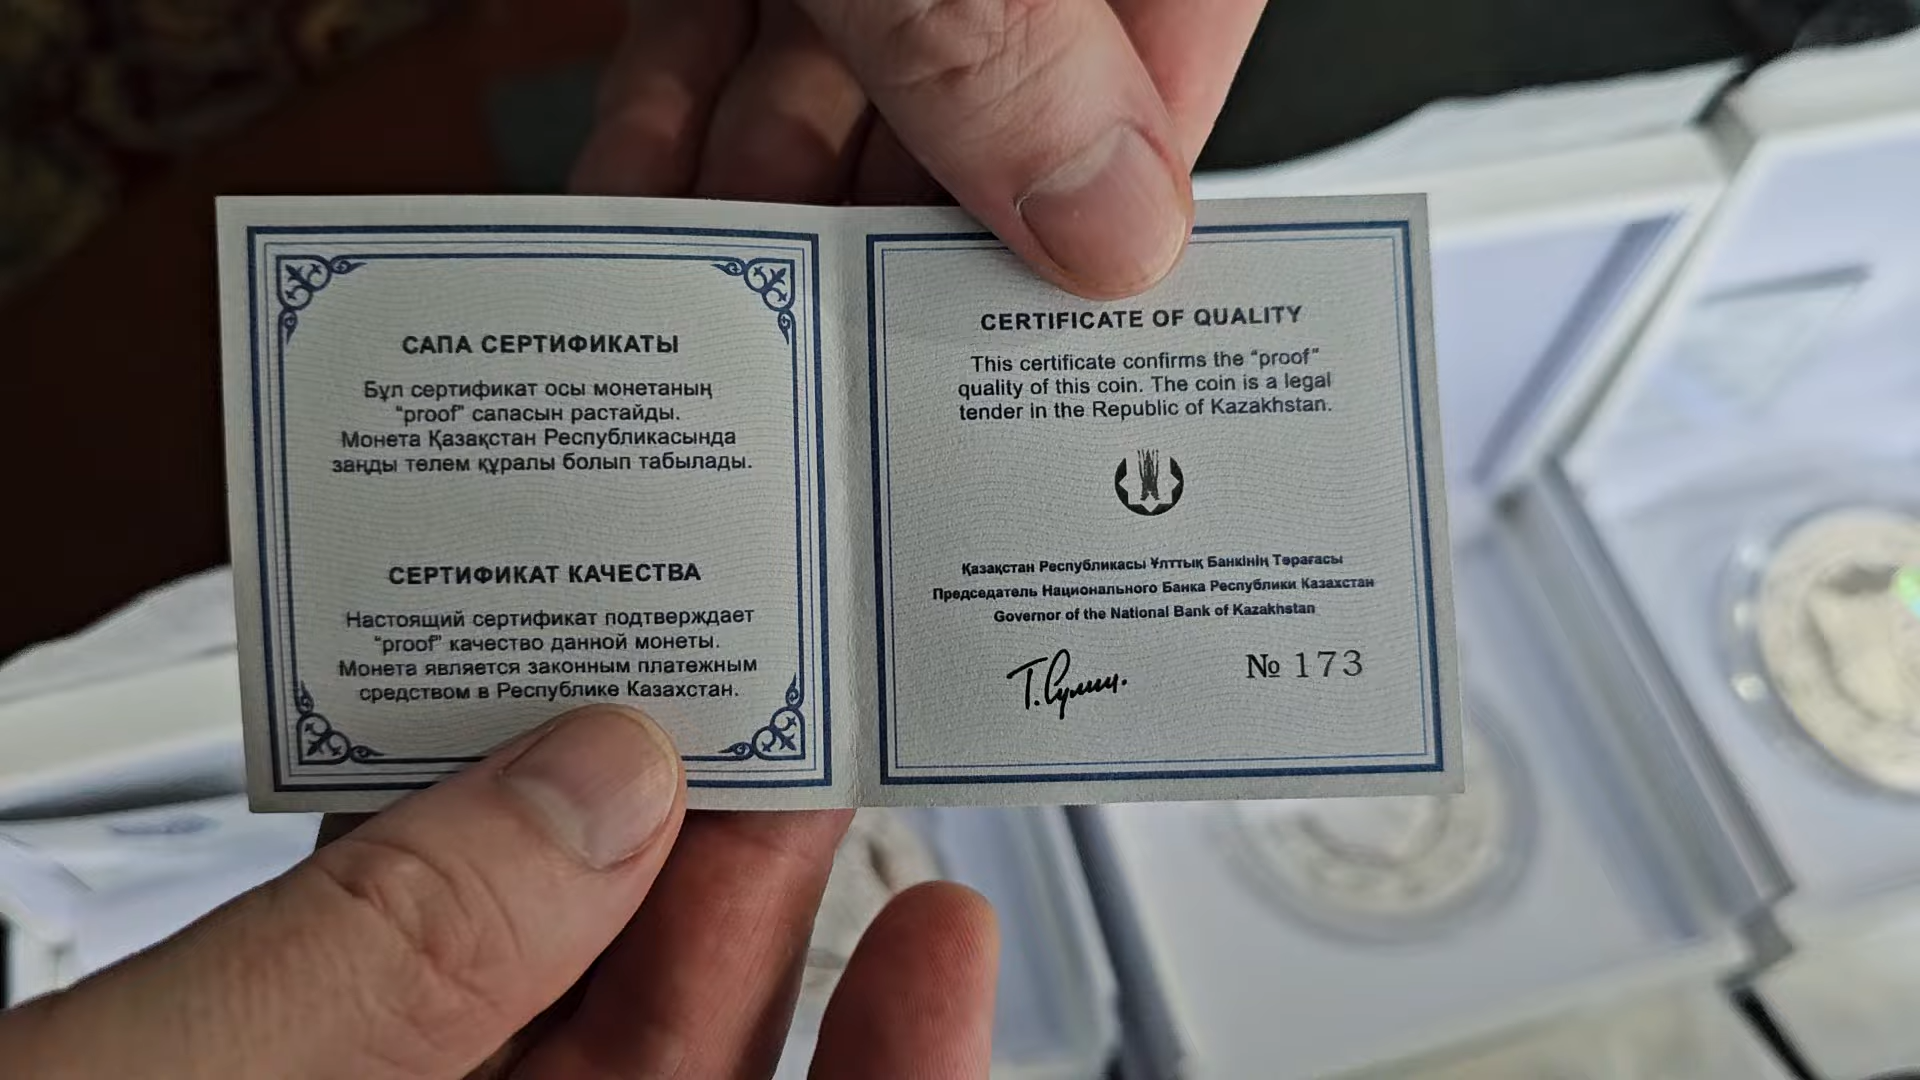 САПА СЕРТИФИКАТЫ
Бұл сертификат осы монетаның
“proof” сапасын растайды.
Монета Қазақстан Республикасында
заңды төлем құралы болып табылады.
СЕРТИФИКАТ КАЧЕСТВА
Настоящий сертификат подтверждает
“proof” качество данной монеты.
Монета является законным платежным
средством в Республике Казахстан.
CERTIFICATE OF QUALITY
This certificate confirms the “proof”
quality of this coin. The coin is a legal
tender in the Republic of Kazakhstan.
Қазақстан Республикасы Ұлттық Банкінің Төрағасы
Председатель Национального Банка Республики Казахстан
Governor of the National Bank of Kazakhstan
№ 173